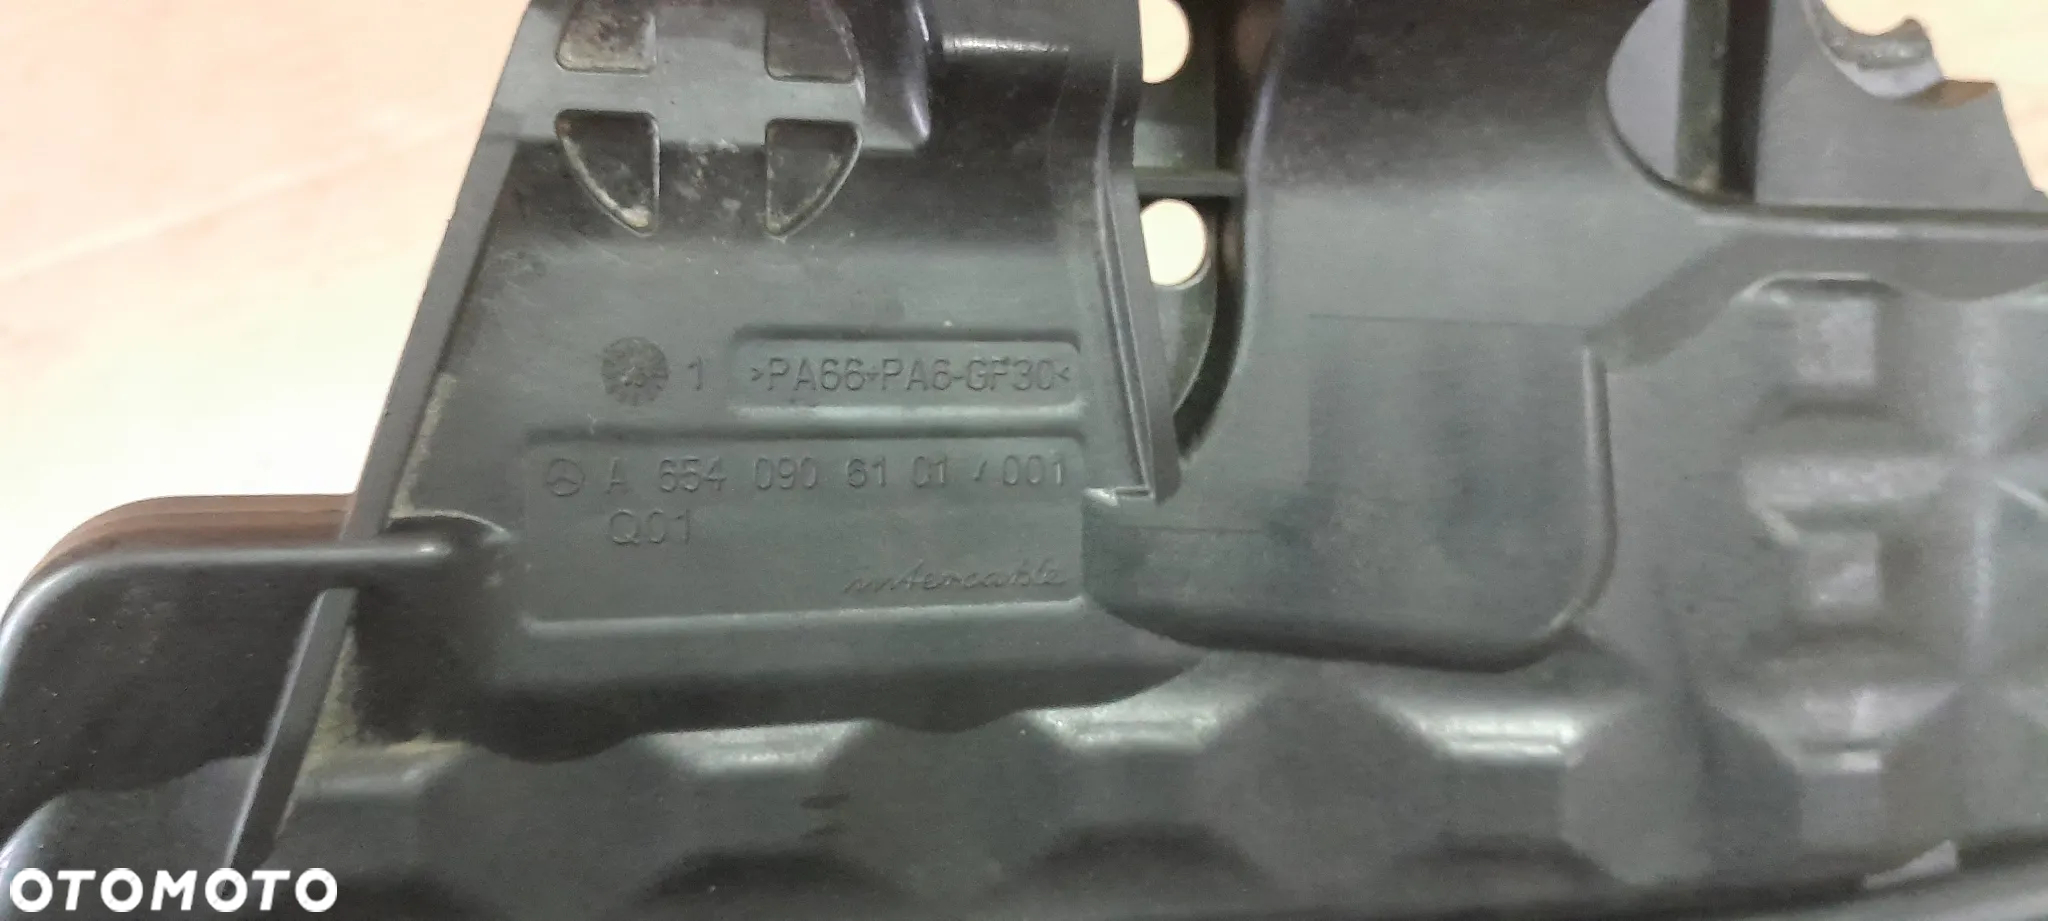 1 >PA66+PA6-GF30<
A 654 090 61 01 / 001
Q01
intercable
OTOMOTO